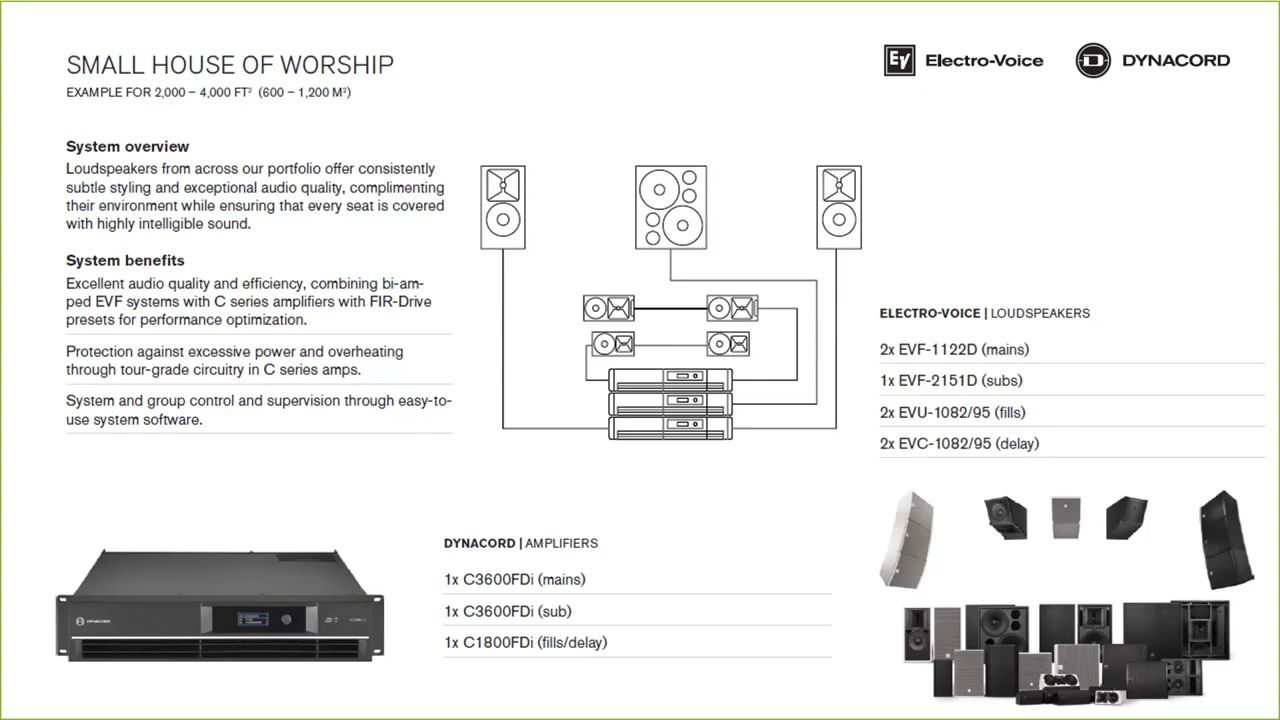 SMALL HOUSE OF WORSHIP
EXAMPLE FOR 2,000 – 4,000 FT² (600 – 1,200 M²)
EV Electro-Voice
D DYNACORD
System overview
Loudspeakers from across our portfolio offer consistently
subtle styling and exceptional audio quality, complimenting
their environment while ensuring that every seat is covered
with highly intelligible sound.
System benefits
Excellent audio quality and efficiency, combining bi-am-
ped EVF systems with C series amplifiers with FIR-Drive
presets for performance optimization.
Protection against excessive power and overheating
through tour-grade circuitry in C series amps.
System and group control and supervision through easy-to-
use system software.
ELECTRO-VOICE | LOUDSPEAKERS
2x EVF-1122D (mains)
1x EVF-2151D (subs)
2x EVU-1082/95 (fills)
2x EVC-1082/95 (delay)
DYNACORD | AMPLIFIERS
1x C3600FDi (mains)
1x C3600FDi (sub)
1x C1800FDi (fills/delay)
DYNACORD